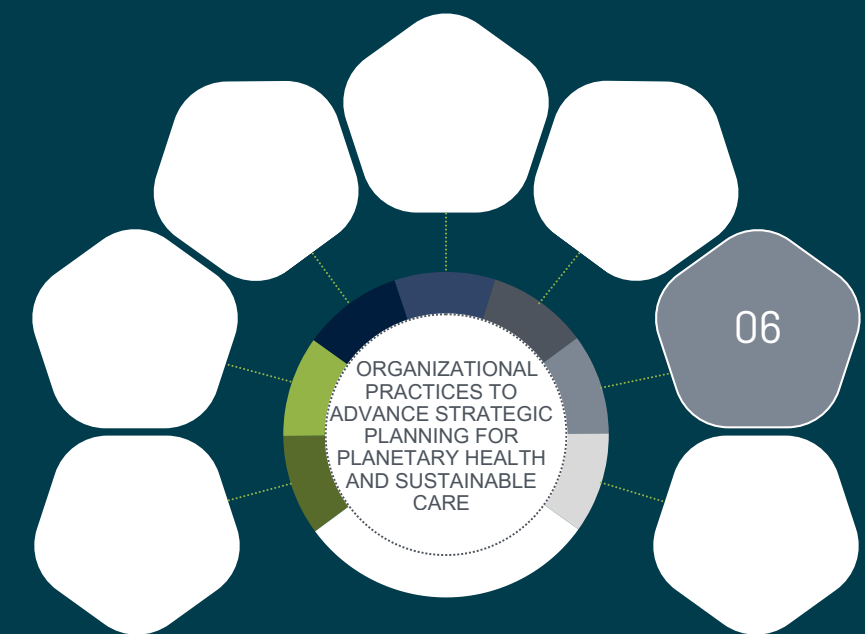 06
ORGANIZATIONAL
PRACTICES TO
ADVANCE STRATEGIC
PLANNING FOR
PLANETARY HEALTH
AND SUSTAINABLE
CARE